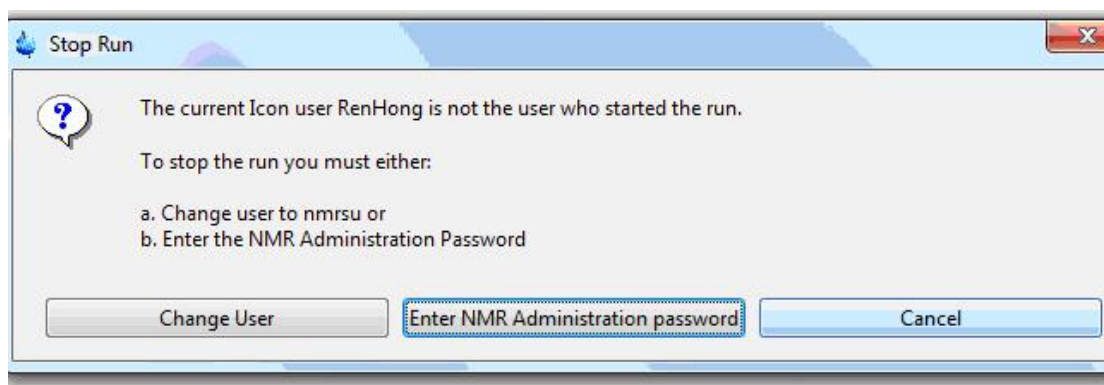 Stop Run
The current Icon user RenHong is not the user who started the run.
To stop the run you must either:
a. Change user to nmrsu or
b. Enter the NMR Administration Password
Change User
Enter NMR Administration password
Cancel